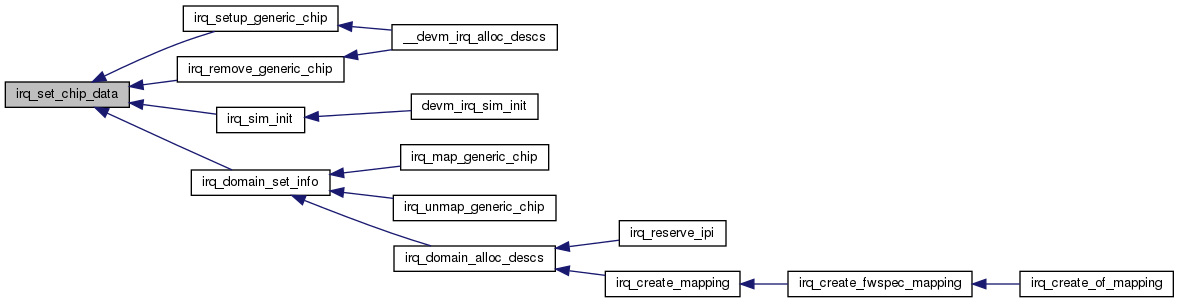 irq_setup_generic_chip
__devm_irq_alloc_descs
irq_remove_generic_chip
irq_set_chip_data
devm_irq_sim_init
irq_sim_init
irq_map_generic_chip
irq_domain_set_info
irq_unmap_generic_chip
irq_reserve_ipi
irq_domain_alloc_descs
irq_create_mapping
irq_create_fwspec_mapping
irq_create_of_mapping